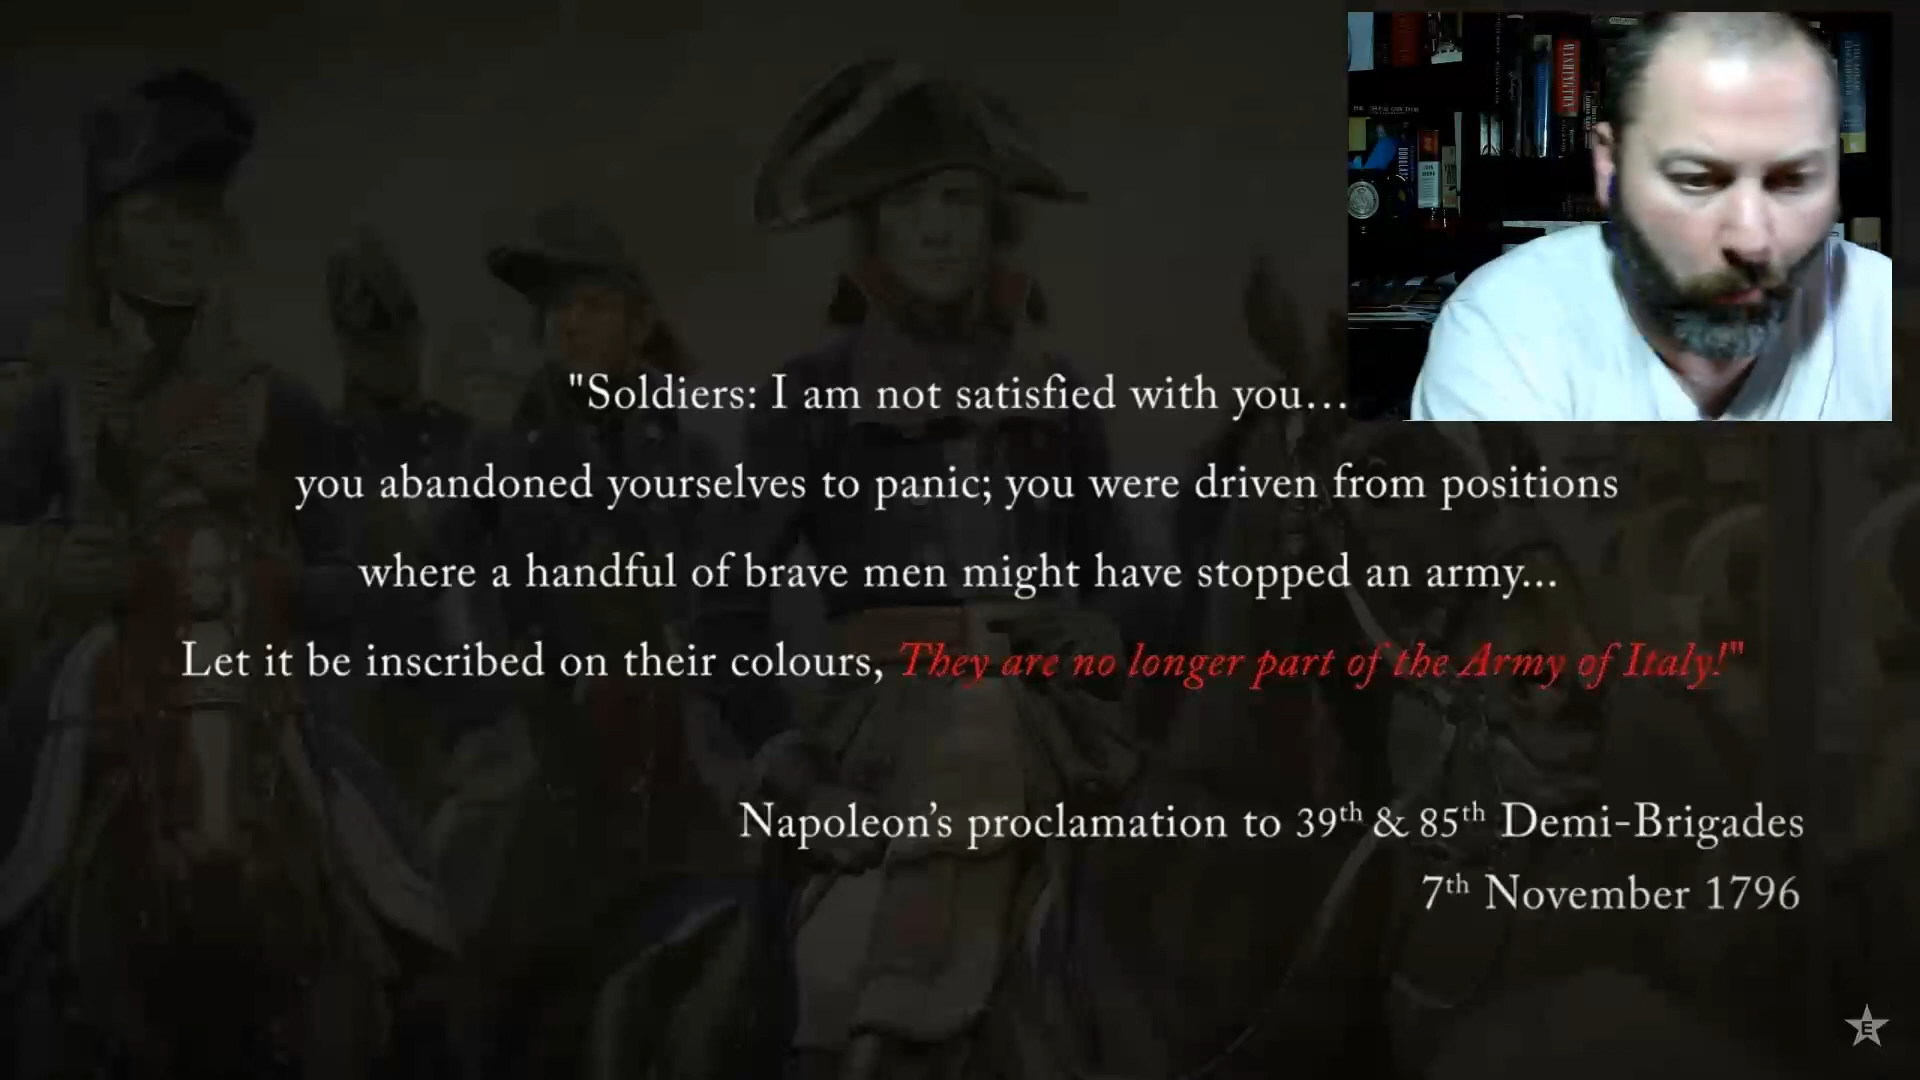 "Soldiers: I am not satisfied with you...
you abandoned yourselves to panic; you were driven from positions
where a handful of brave men might have stopped an army...
Let it be inscribed on their colours, They are no longer part of the Army of Italy!"
Napoleon’s proclamation to 39th & 85th Demi-Brigades
7th November 1796
E
WASHINGTON